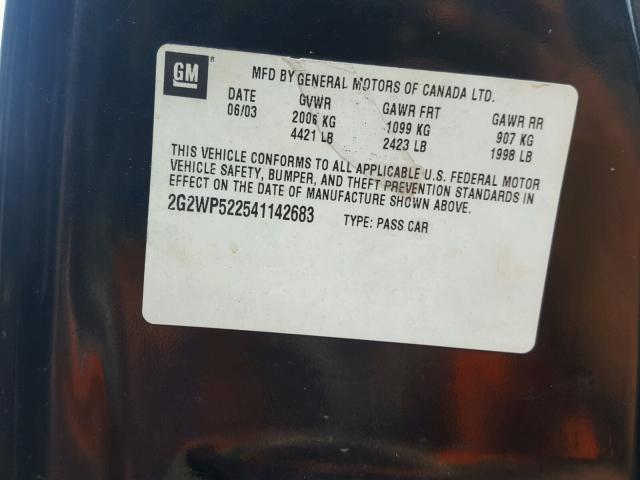 GM ®
MFD BY GENERAL MOTORS OF CANADA LTD.
DATE GVWR GAWR FRT GAWR RR
06/03 2006 KG 1099 KG 907 KG
4421 LB 2423 LB 1998 LB
THIS VEHICLE CONFORMS TO ALL APPLICABLE U.S. FEDERAL MOTOR
VEHICLE SAFETY, BUMPER, AND THEFT PREVENTION STANDARDS IN
EFFECT ON THE DATE OF MANUFACTURE SHOWN ABOVE.
2G2WP522541142683 TYPE: PASS CAR